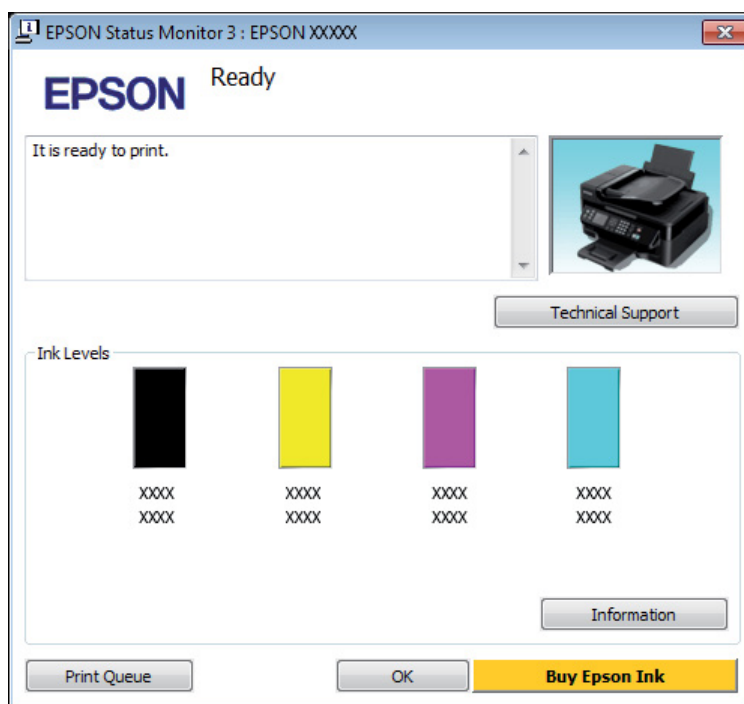 EPSON Status Monitor 3 : EPSON XXXXX
EPSON
Ready
It is ready to print.
Technical Support
Ink Levels
XXXX XXXX XXXX XXXX
XXXX XXXX XXXX XXXX
Information
Print Queue OK Buy Epson Ink